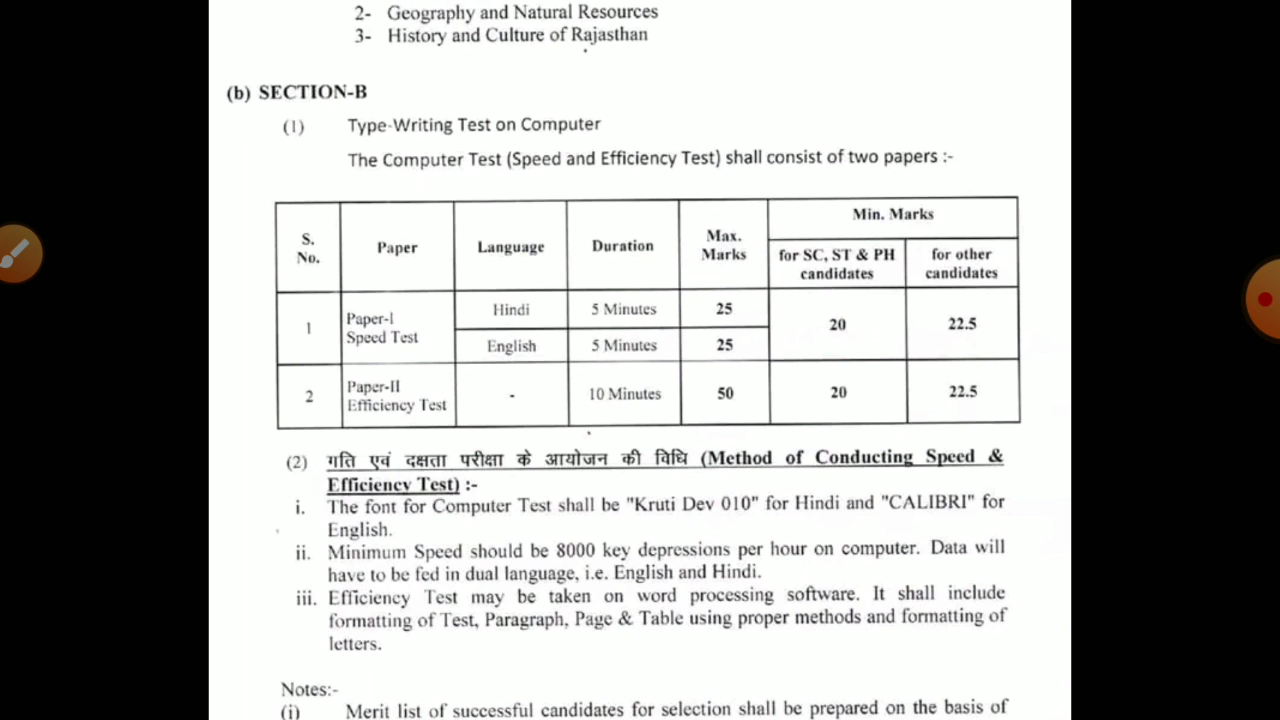 2- Geography and Natural Resources
3- History and Culture of Rajasthan
(b) SECTION-B
(1) Type-Writing Test on Computer
The Computer Test (Speed and Efficiency Test) shall consist of two papers :-
S. No. Paper Language Duration Max. Marks Min. Marks
for SC, ST & PH candidates for other candidates
1 Paper-I Speed Test Hindi 5 Minutes 25 20 22.5
English 5 Minutes 25
2 Paper-II Efficiency Test - 10 Minutes 50 20 22.5
(2) गति एवं दक्षता परीक्षा के आयोजन की विधि (Method of Conducting Speed &
Efficiency Test) :-
i. The font for Computer Test shall be "Kruti Dev 010" for Hindi and "CALIBRI" for
English.
ii. Minimum Speed should be 8000 key depressions per hour on computer. Data will
have to be fed in dual language, i.e. English and Hindi.
iii. Efficiency Test may be taken on word processing software. It shall include
formatting of Test, Paragraph, Page & Table using proper methods and formatting of
letters.
Notes:-
(i) Merit list of successful candidates for selection shall be prepared on the basis of